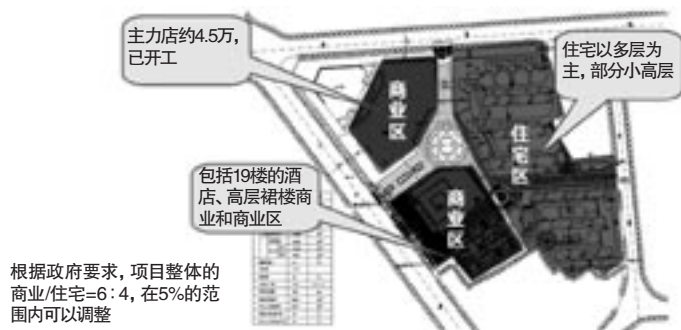 主力店约4.5万，
已开工
住宅以多层为
主，部分小高层
商业区
住宅区
包括19楼的酒
店、高层裙楼商
业和商业区
商业区
根据政府要求，项目整体的
商业/住宅=6：4，在5%的范
围内可以调整